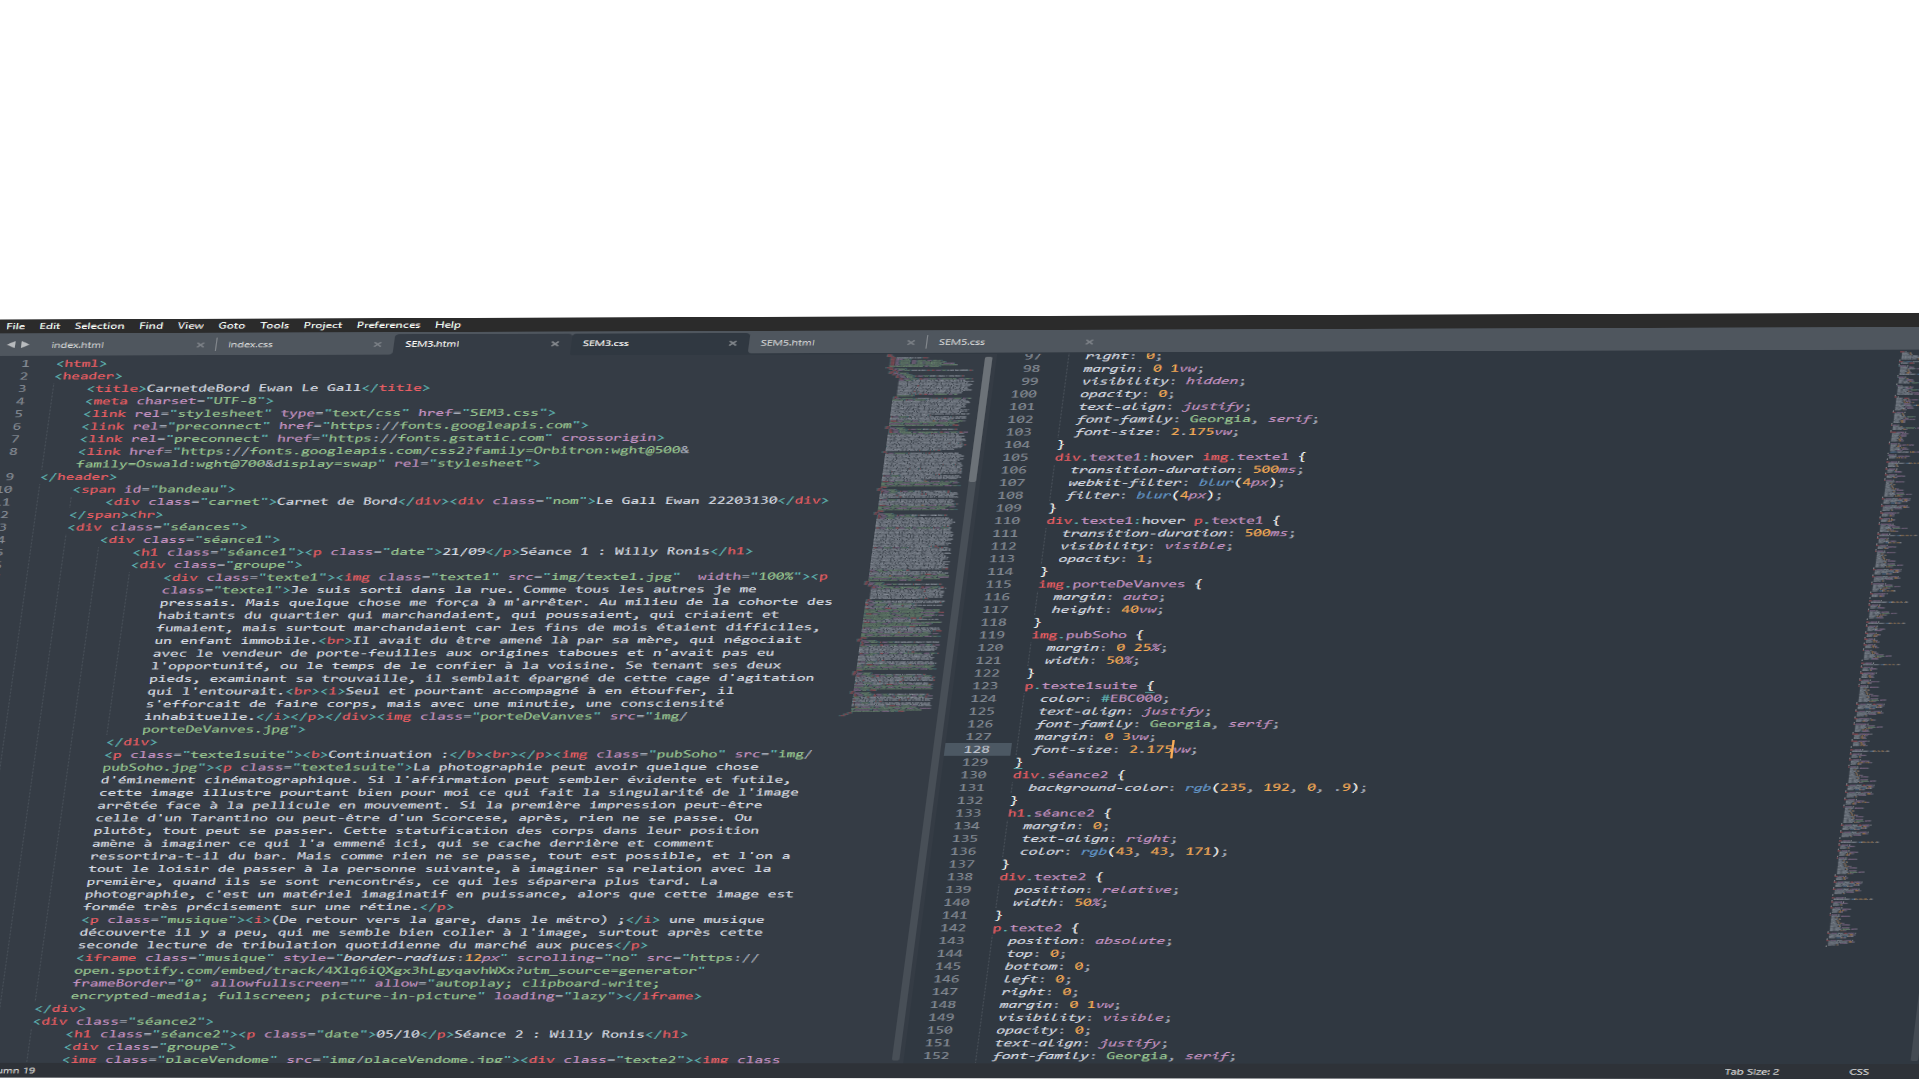 File Edit Selection Find View Goto Tools Project Preferences Help
index.html × index.css × SEM3.html × SEM3.css × SEM5.html × SEM5.css ×
1 <html>
2 <header>
3 <title>CarnetdeBord Ewan Le Gall</title>
4 <meta charset="UTF-8">
5 <link rel="stylesheet" type="text/css" href="SEM3.css">
6 <link rel="preconnect" href="https://fonts.googleapis.com">
7 <link rel="preconnect" href="https://fonts.gstatic.com" crossorigin>
8 <link href="https://fonts.googleapis.com/css2?family=Orbitron:wght@500&
family=Oswald:wght@700&display=swap" rel="stylesheet">
9 </header>
10 <span id="bandeau">
1 <div class="carnet">Carnet de Bord</div><div class="nom">Le Gall Ewan 22203130</div>
2 </span><hr>
3 <div class="séances">
4 <div class="séance1">
<h1 class="séance1"><p class="date">21/09</p>Séance 1 : Willy Ronis</h1>
<div class="groupe">
<div class="texte1"><img class="texte1" src="img/texte1.jpg" width="100%"><p
class="texte1">Je suis sorti dans la rue. Comme tous les autres je me
pressais. Mais quelque chose me força à m'arrêter. Au milieu de la cohorte des
habitants du quartier qui marchandaient, qui poussaient, qui criaient et
fumaient, mais surtout marchandaient car les fins de mois étaient difficiles,
un enfant immobile.<br>Il avait du être amené là par sa mère, qui négociait
avec le vendeur de porte-feuilles aux origines taboues et n'avait pas eu
l'opportunité, ou le temps de le confier à la voisine. Se tenant ses deux
pieds, examinant sa trouvaille, il semblait épargné de cette cage d'agitation
qui l'entourait.<br><i>Seul et pourtant accompagné à en étouffer, il
s'efforcait de faire corps, mais avec une minutie, une consciensité
inhabituelle.</i></p></div><img class="porteDeVanves" src="img/
porteDeVanves.jpg">
</div>
<p class="texte1suite"><b>Continuation :</b><br></p><img class="pubSoho" src="img/
pubSoho.jpg"><p class="texte1suite">La photographie peut avoir quelque chose
d'éminement cinématographique. Si l'affirmation peut sembler évidente et futile,
cette image illustre pourtant bien pour moi ce qui fait la singularité de l'image
arrêtée face à la pellicule en mouvement. Si la première impression peut-être
celle d'un Tarantino ou peut-être d'un Scorcese, après, rien ne se passe. Ou
plutôt, tout peut se passer. Cette statufication des corps dans leur position
amène à imaginer ce qui l'a emmené ici, qui se cache derrière et comment
ressortira-t-il du bar. Mais comme rien ne se passe, tout est possible, et l'on a
tout le loisir de passer à la personne suivante, à imaginer sa relation avec la
première, quand ils se sont rencontrés, ce qui les séparera plus tard. La
photographie, c'est un matériel imaginatif en puissance, alors que cette image est
formée très précisement sur une rétine.</p>
<p class="musique"><i>(De retour vers la gare, dans le métro) ;</i> une musique
découverte il y a peu, qui me semble bien coller à l'image, surtout après cette
seconde lecture de tribulation quotidienne du marché aux puces</p>
<iframe class="musique" style="border-radius:12px" scrolling="no" src="https://
open.spotify.com/embed/track/4Xlq6iQXgx3hLgyqavhWXx?utm_source=generator"
frameBorder="0" allowfullscreen="" allow="autoplay; clipboard-write;
encrypted-media; fullscreen; picture-in-picture" loading="lazy"></iframe>
</div>
<div class="séance2">
<h1 class="séance2"><p class="date">05/10</p>Séance 2 : Willy Ronis</h1>
<div class="groupe">
<img class="placeVendome" src="img/placeVendome.jpg"><div class="texte2"><img class
97 right: 0;
98 margin: 0 1vw;
99 visibility: hidden;
100 opacity: 0;
101 text-align: justify;
102 font-family: Georgia, serif;
103 font-size: 2.175vw;
104 }
105 div.texte1:hover img.texte1 {
106 transition-duration: 500ms;
107 webkit-filter: blur(4px);
108 filter: blur(4px);
109 }
110 div.texte1:hover p.texte1 {
111 transition-duration: 500ms;
112 visibility: visible;
113 opacity: 1;
114 }
115 img.porteDeVanves {
116 margin: auto;
117 height: 40vw;
118 }
119 img.pubSoho {
120 margin: 0 25%;
121 width: 50%;
122 }
123 p.texte1suite {
124 color: #EBC000;
125 text-align: justify;
126 font-family: Georgia, serif;
127 margin: 0 3vw;
128 font-size: 2.175vw;
129 }
130 div.séance2 {
131 background-color: rgb(235, 192, 0, .9);
132 }
133 h1.séance2 {
134 margin: 0;
135 text-align: right;
136 color: rgb(43, 43, 171);
137 }
138 div.texte2 {
139 position: relative;
140 width: 50%;
141 }
142 p.texte2 {
143 position: absolute;
144 top: 0;
145 bottom: 0;
146 left: 0;
147 right: 0;
148 margin: 0 1vw;
149 visibility: visible;
150 opacity: 0;
151 text-align: justify;
152 font-family: Georgia, serif;
umn 19 Tab Size: 2 CSS